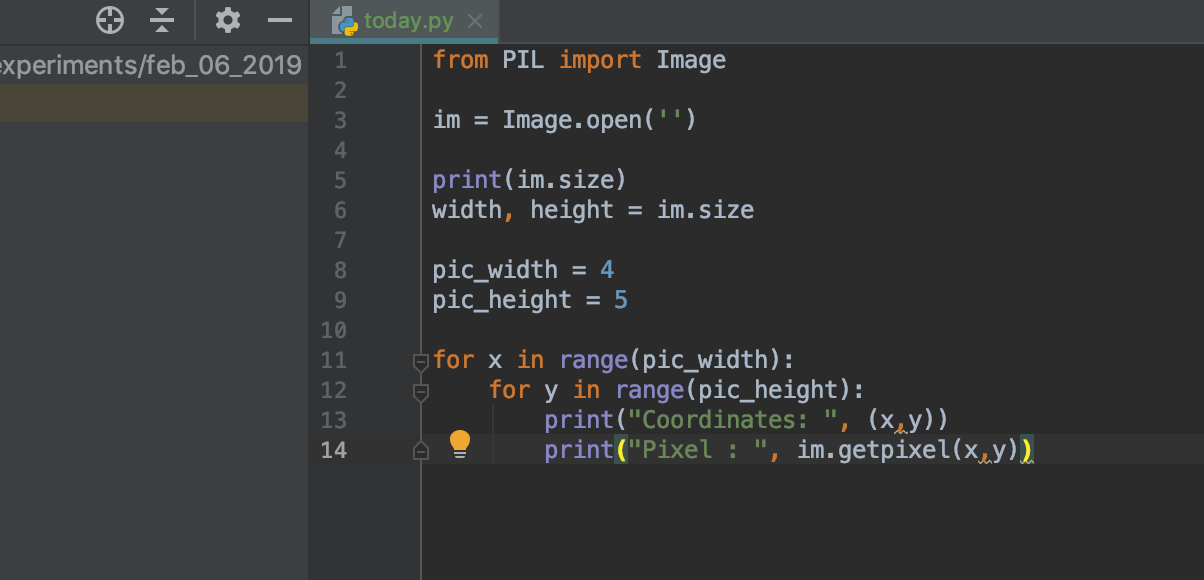 today.py
experiments/feb_06_2019
1 from PIL import Image
2
3 im = Image.open('')
4
5 print(im.size)
6 width, height = im.size
7
8 pic_width = 4
9 pic_height = 5
10
11 for x in range(pic_width):
12     for y in range(pic_height):
13         print("Coordinates: ", (x,y))
14         print("Pixel : ", im.getpixel(x,y))